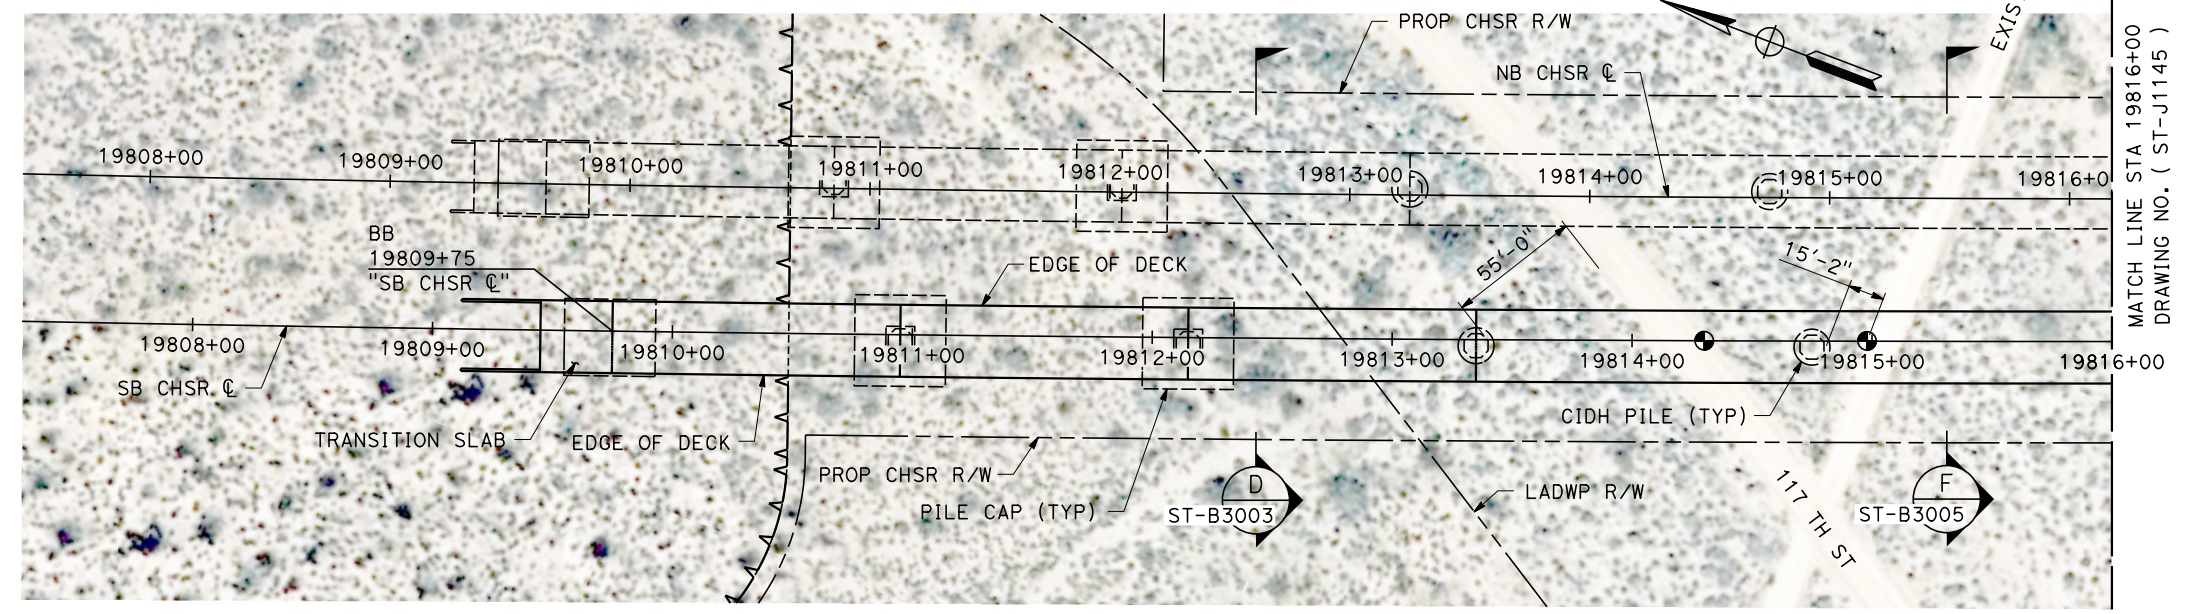 PROP CHSR R/W
NB CHSR ℄
EXIS
19808+00
19809+00
19810+00
19811+00
19812+00
19813+00
19814+00
19815+00
19816+0
BB
19809+75
"SB CHSR ℄"
EDGE OF DECK
55'-0"
15'-2"
19808+00
19809+00
19810+00
19811+00
19812+00
19813+00
19814+00
19815+00
19816+00
SB CHSR ℄
TRANSITION SLAB
EDGE OF DECK
PROP CHSR R/W
PILE CAP (TYP)
CIDH PILE (TYP)
LADWP R/W
D
ST-B3003
117 TH ST
F
ST-B3005
MATCH LINE STA 19816+00
DRAWING NO. ( ST-J1145 )